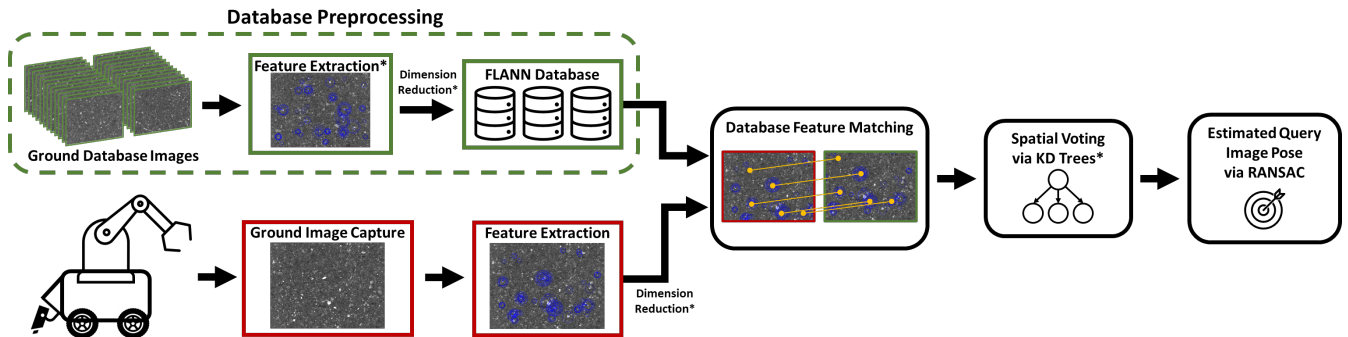 Database Preprocessing
Feature Extraction*
Dimension
Reduction*
FLANN Database
Ground Database Images
Ground Image Capture
Feature Extraction
Dimension
Reduction*
Database Feature Matching
Spatial Voting
via KD Trees*
Estimated Query
Image Pose
via RANSAC